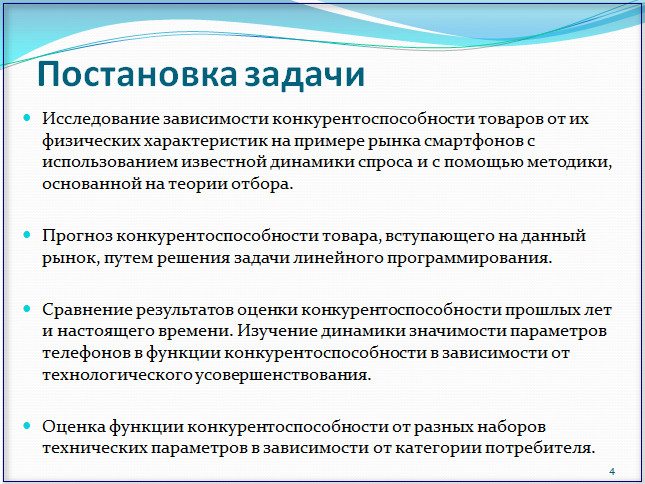 Постановка задачи
Исследование зависимости конкурентоспособности товаров от их
физических характеристик на примере рынка смартфонов с
использованием известной динамики спроса и с помощью методики,
основанной на теории отбора.
Прогноз конкурентоспособности товара, вступающего на данный
рынок, путем решения задачи линейного программирования.
Сравнение результатов оценки конкурентоспособности прошлых лет
и настоящего времени. Изучение динамики значимости параметров
телефонов в функции конкурентоспособности в зависимости от
технологического усовершенствования.
Оценка функции конкурентоспособности от разных наборов
технических параметров в зависимости от категории потребителя.
4